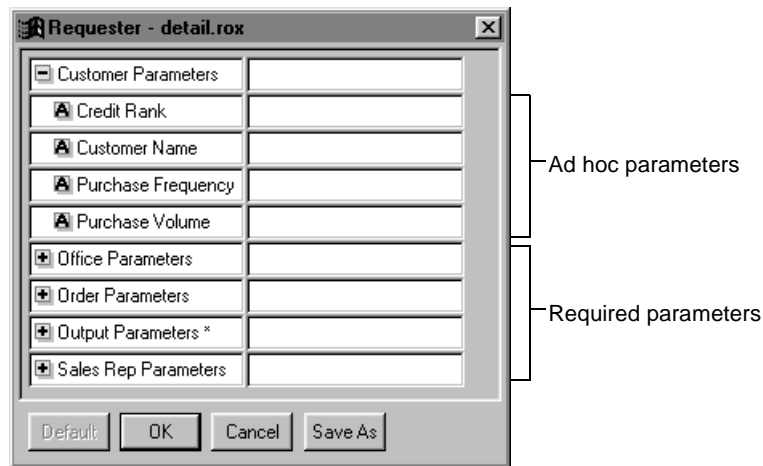 Requester - detail.rox
Customer Parameters
A Credit Rank
A Customer Name
A Purchase Frequency
A Purchase Volume
Office Parameters
Order Parameters
Output Parameters *
Sales Rep Parameters
Default OK Cancel Save As
Ad hoc parameters
Required parameters